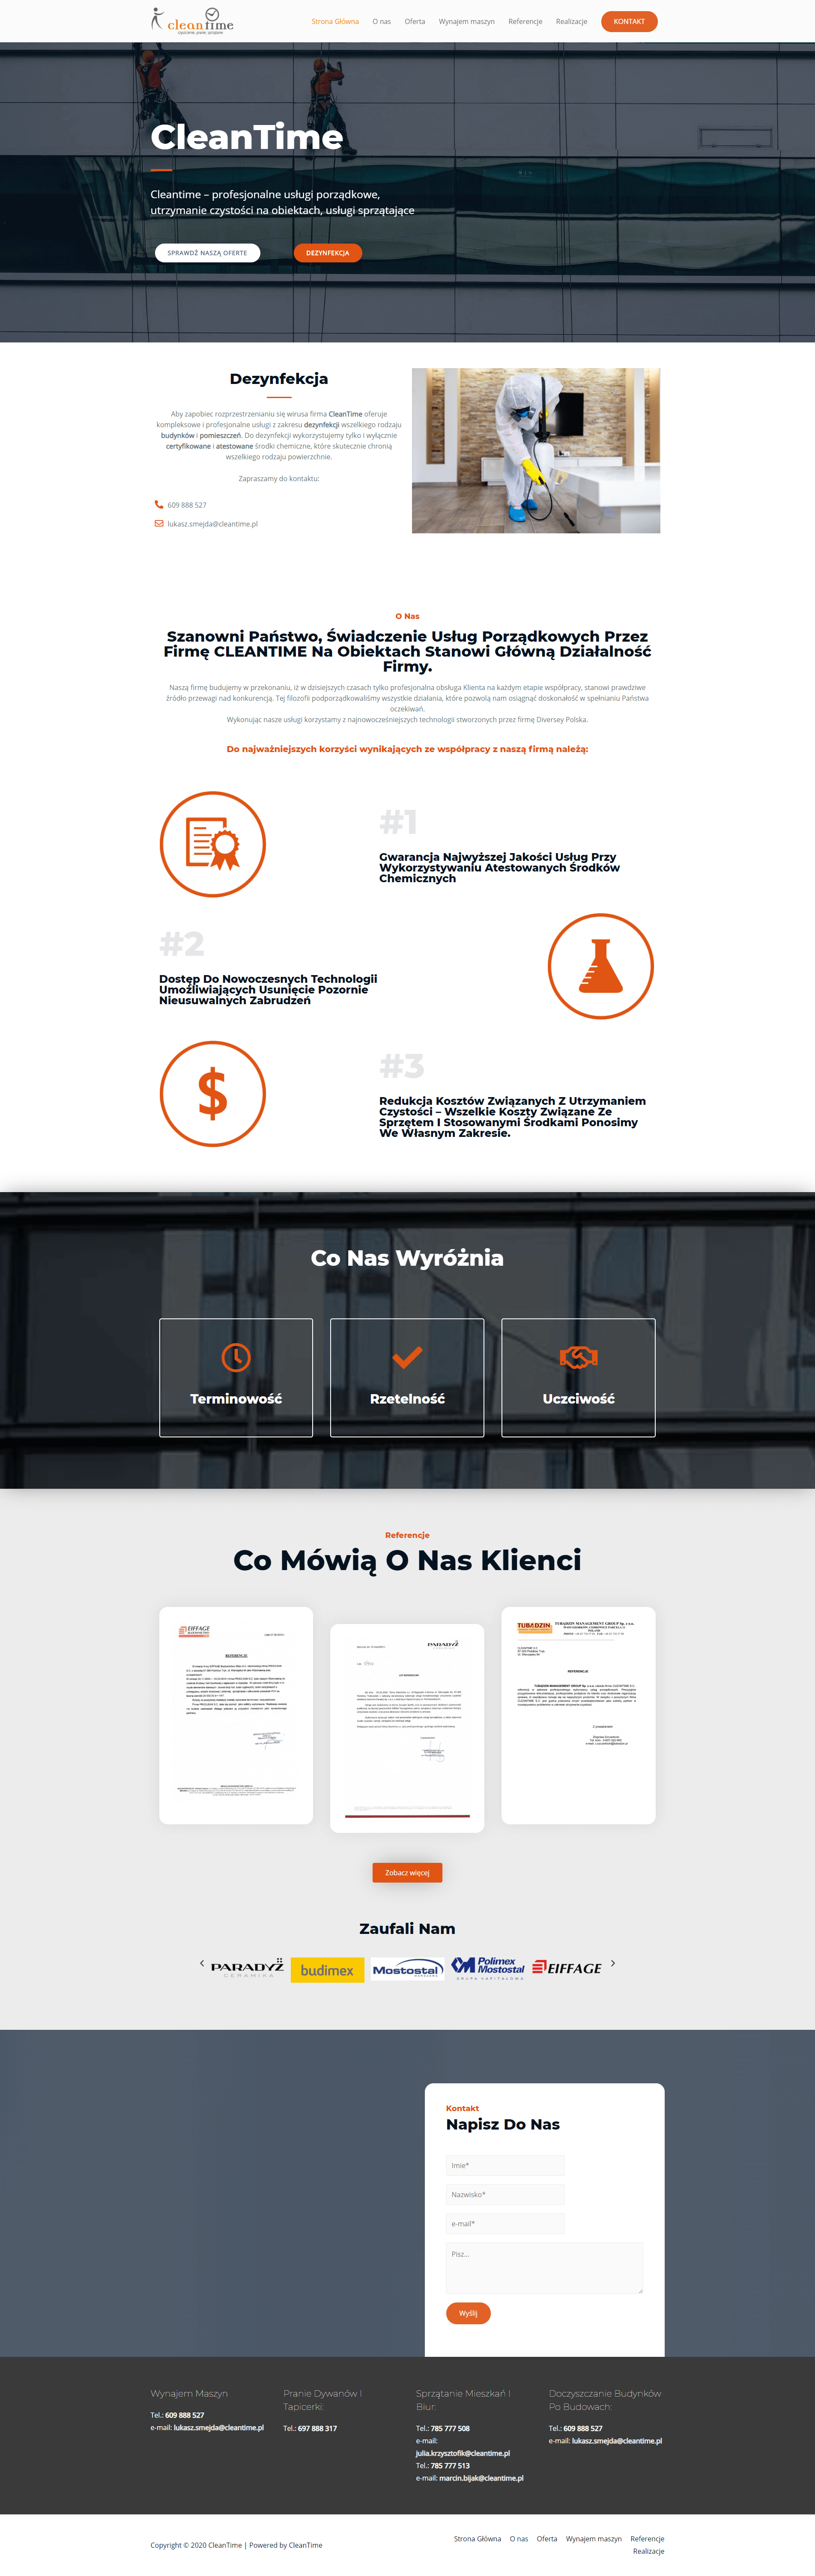 cleantime
Strona Główna
O nas
Oferta
Wynajem maszyn
Referencje
Realizacje
KONTAKT
CleanTime
Cleantime – profesjonalne usługi porządkowe,
utrzymanie czystości na obiektach, usługi sprzątające
SPRAWDŹ NASZĄ OFERTE
DEZYNFEKCJA
Dezynfekcja
Aby zapobiec rozprzestrzenianiu się wirusa firma CleanTime oferuje
kompleksowe i profesjonalne usługi z zakresu dezynfekcji wszelkiego rodzaju
budynków i pomieszczeń. Do dezynfekcji wykorzystujemy tylko i wyłącznie
certyfikowane i atestowane środki chemiczne, które skutecznie chronią
wszelkiego rodzaju powierzchnie.
Zapraszamy do kontaktu:
609 888 527
lukasz.smejda@cleantime.pl
O Nas
Szanowni Państwo, Świadczenie Usług Porządkowych Przez
Firmę CLEANTIME Na Obiektach Stanowi Główną Działalność
Firmy.
Naszą firmę budujemy w przekonaniu, iż w dzisiejszych czasach tylko profesjonalna obsługa Klienta na każdym etapie współpracy, stanowi prawdziwe
źródło przewagi nad konkurencją. Tej filozofii podporządkowaliśmy wszystkie działania, które pozwolą nam osiągnąć doskonałość w spełnianiu Państwa
oczekiwań.
Wykonując nasze usługi korzystamy z najnowocześniejszych technologii stworzonych przez firmę Diversey Polska.
Do najważniejszych korzyści wynikających ze współpracy z naszą firmą należą:
#1
Gwarancja Najwyższej Jakości Usług Przy
Wykorzystywaniu Atestowanych Środków
Chemicznych
#2
Dostęp Do Nowoczesnych Technologii
Umożliwiających Usunięcie Pozornie
Nieusuwalnych Zabrudzeń
$
#3
Redukcja Kosztów Związanych Z Utrzymaniem
Czystości – Wszelkie Koszty Związane Ze
Sprzętem I Stosowanymi Środkami Ponosimy
We Własnym Zakresie.
Co Nas Wyróżnia
Terminowość
Rzetelność
Uczciwość
Referencje
Co Mówią O Nas Klienci
EIFFAGE
REFERENCJE
PARADYŻ
TUBĄDZIN
TUBĄDZIN MANAGEMENT GROUP Sp. z o.o.
REFERENCJE
Zobacz więcej
Zaufali Nam
PARADYŻ
CERAMIKA
budimex
Mostostal
WARSZAWA
Polimex
Mostostal
GRUPA KAPITAŁOWA
EIFFAGE
Kontakt
Napisz Do Nas
Imie*
Nazwisko*
e-mail*
Pisz...
Wyślij
Wynajem Maszyn
Tel.: 609 888 527
e-mail: lukasz.smejda@cleantime.pl
Pranie Dywanów I
Tapicerki:
Tel.: 697 888 317
Sprzątanie Mieszkań I
Biur:
Tel.: 785 777 508
e-mail:
julia.krzysztofik@cleantime.pl
Tel.: 785 777 513
e-mail: marcin.bijak@cleantime.pl
Doczyszczanie Budynków
Po Budowach:
Tel.: 609 888 527
e-mail: lukasz.smejda@cleantime.pl
Copyright © 2020 CleanTime | Powered by CleanTime
Strona Główna
O nas
Oferta
Wynajem maszyn
Referencje
Realizacje